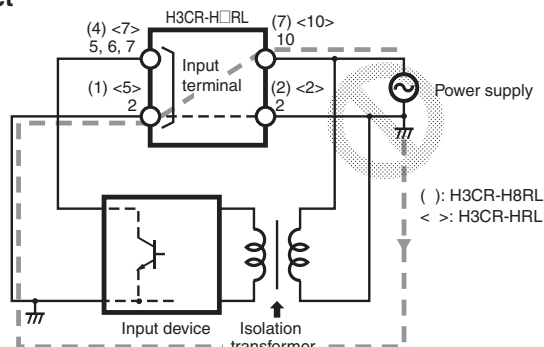 H3CR-H□RL
(4) <7>
5, 6, 7
(7) <10>
10
Input
terminal
(1) <5>
2
(2) <2>
2
Power supply
( ): H3CR-H8RL
< >: H3CR-HRL
Input device
Isolation
transformer